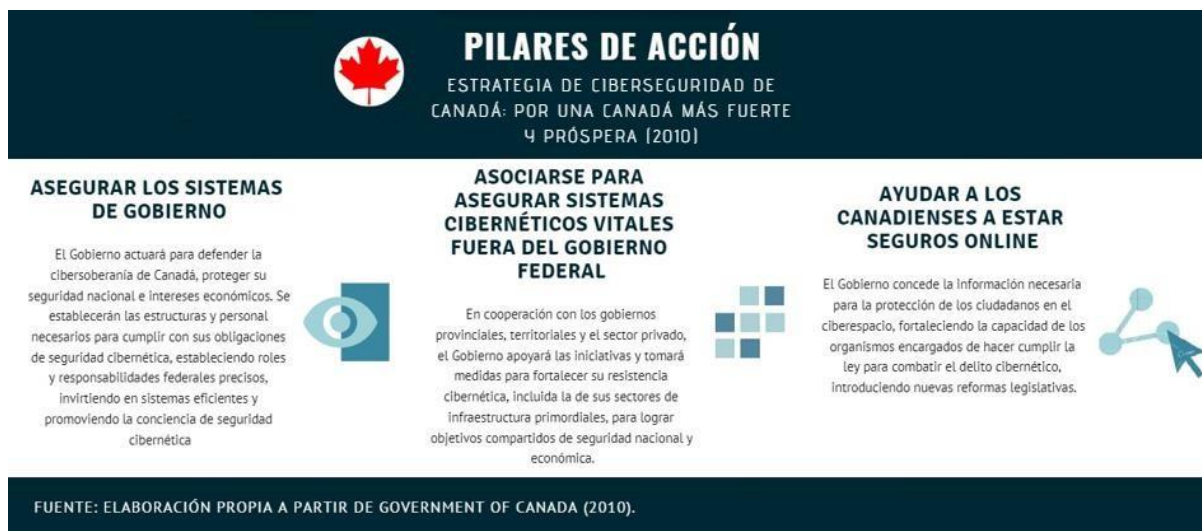 PILARES DE ACCIÓN
ESTRATEGIA DE CIBERSEGURIDAD DE
CANADÁ: POR UNA CANADÁ MÁS FUERTE
Y PRÓSPERA (2010)
ASEGURAR LOS SISTEMAS
DE GOBIERNO
El Gobierno actuará para defender la
cibersoberanía de Canadá, proteger su
seguridad nacional e intereses económicos. Se
establecerán las estructuras y personal
necesarios para cumplir con sus obligaciones
de seguridad cibernética, estableciendo roles
y responsabilidades federales precisos,
invirtiendo en sistemas eficientes y
promoviendo la conciencia de seguridad
cibernética
ASOCIARSE PARA
ASEGURAR SISTEMAS
CIBERNÉTICOS VITALES
FUERA DEL GOBIERNO
FEDERAL
En cooperación con los gobiernos
provinciales, territoriales y el sector privado,
el Gobierno apoyará las iniciativas y tomará
medidas para fortalecer su resistencia
cibernética, incluida la de sus sectores de
infraestructura primordiales, para lograr
objetivos compartidos de seguridad nacional y
económica.
AYUDAR A LOS
CANADIENSES A ESTAR
SEGUROS ONLINE
El Gobierno concede la información necesaria
para la protección de los ciudadanos en el
ciberespacio, fortaleciendo la capacidad de los
organismos encargados de hacer cumplir la
ley para combatir el delito cibernético,
introduciendo nuevas reformas legislativas.
FUENTE: ELABORACIÓN PROPIA A PARTIR DE GOVERNMENT OF CANADA (2010).